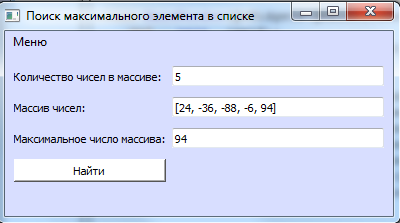 Поиск максимального элемента в списке
Меню
Количество чисел в массиве: 5
Массив чисел: [24, -36, -88, -6, 94]
Максимальное число массива: 94
Найти